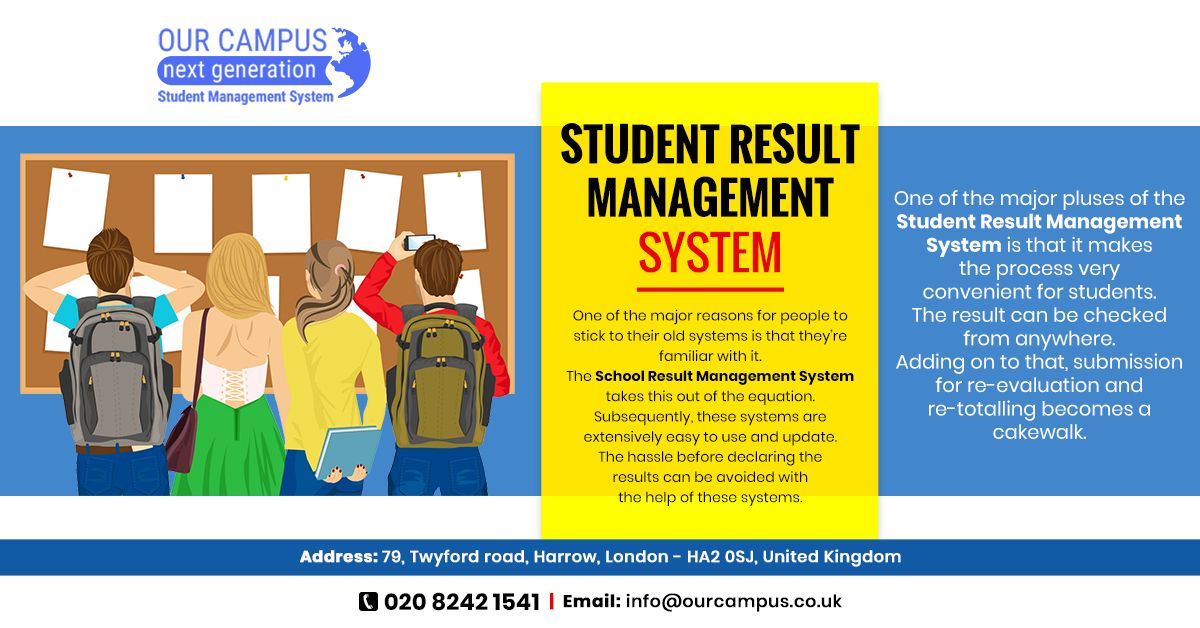 OUR CAMPUS
next generation
Student Management System
STUDENT RESULT
MANAGEMENT
SYSTEM
One of the major reasons for people to
stick to their old systems is that they're
familiar with it.
The School Result Management System
takes this out of the equation.
Subsequently, these systems are
extensively easy to use and update.
The hassle before declaring the
results can be avoided with
the help of these systems.
One of the major pluses of the
Student Result Management
System is that it makes
the process very
convenient for students.
The result can be checked
from anywhere.
Adding on to that, submission
for re-evaluation and
re-totalling becomes a
cakewalk.
Address: 79, Twyford road, Harrow, London - HA2 0SJ, United Kingdom
020 8242 1541 | Email: info@ourcampus.co.uk